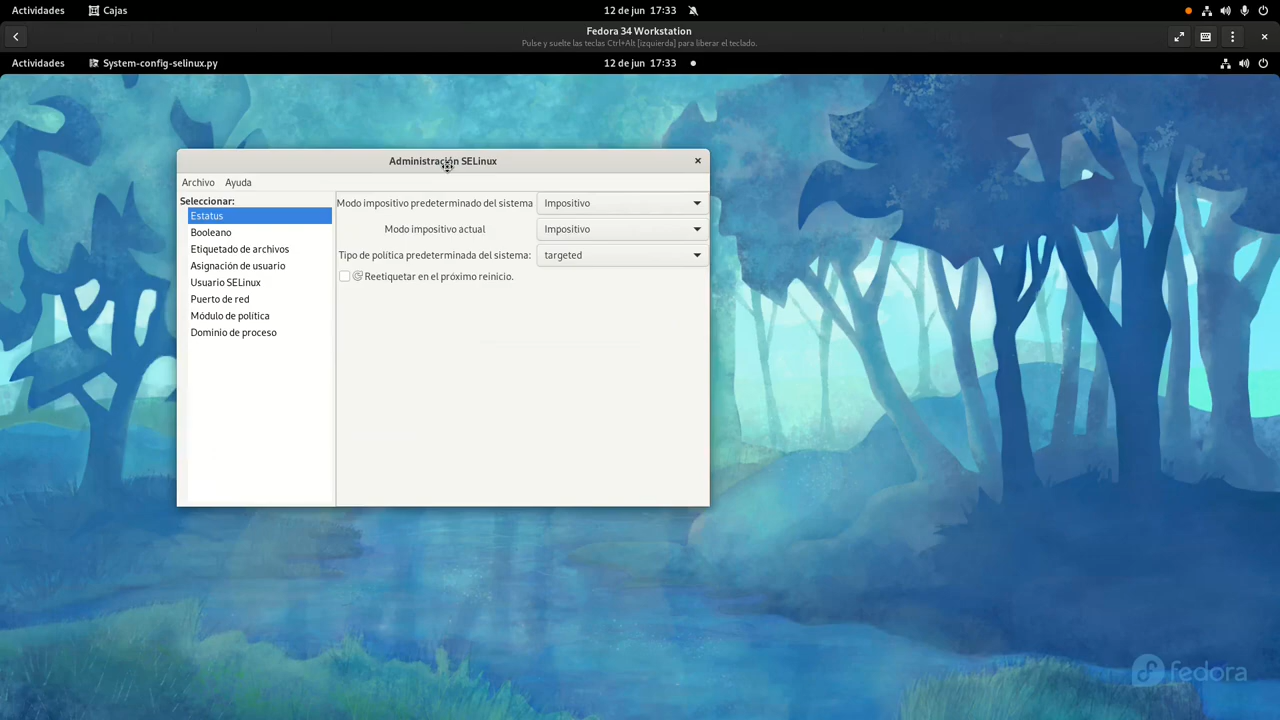 Actividades Cajas 12 de jun 17:33
Fedora 34 Workstation
Pulse y suelte las teclas Ctrl+Alt [izquierda] para liberar el teclado.
Actividades System-config-selinux.py 12 de jun 17:33
Administración SELinux
Archivo Ayuda
Seleccionar:
Estatus
Booleano
Etiquetado de archivos
Asignación de usuario
Usuario SELinux
Puerto de red
Módulo de política
Dominio de proceso
Modo impositivo predeterminado del sistema Impositivo
Modo impositivo actual Impositivo
Tipo de política predeterminada del sistema: targeted
Reetiquetar en el próximo reinicio.
fedora